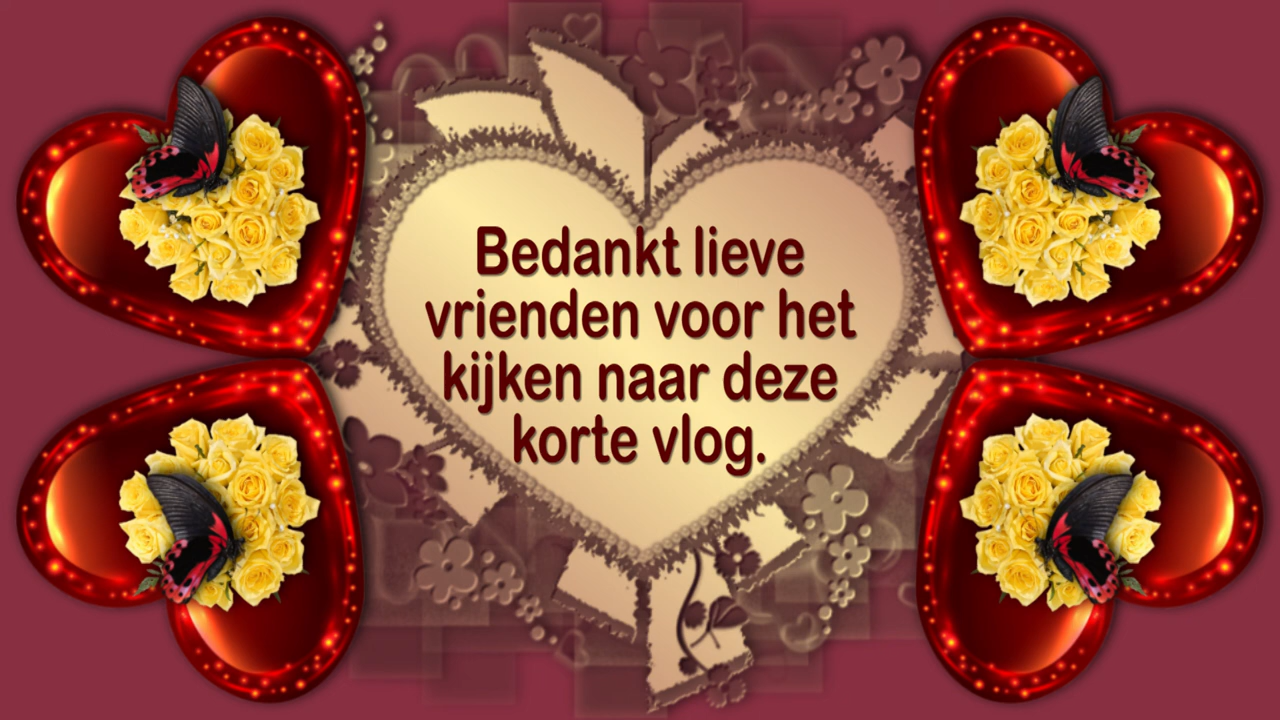 Bedankt lieve
vrienden voor het
kijken naar deze
korte vlog.